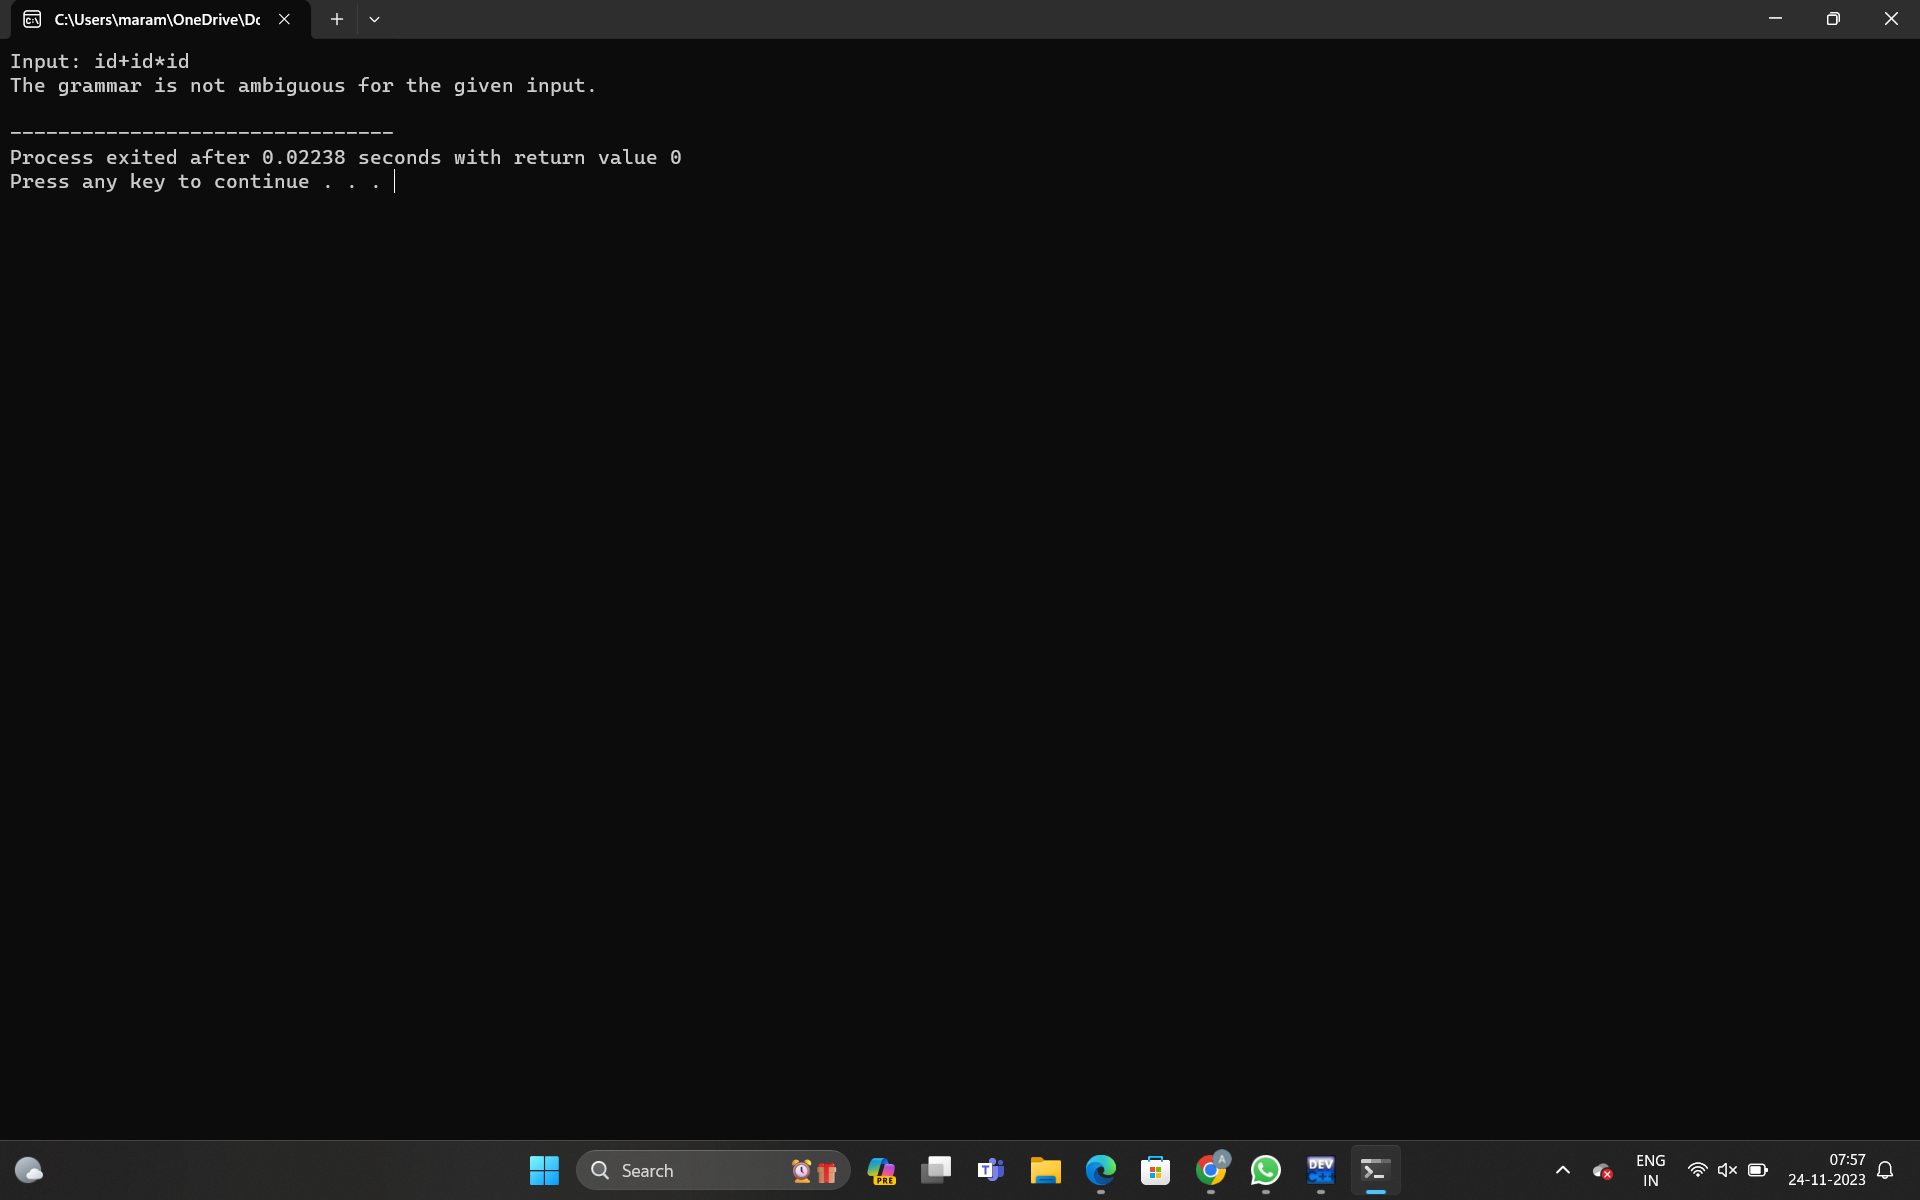 C:\Users\maram\OneDrive\Dc
Input: id+id*id
The grammar is not ambiguous for the given input.
--------------------------------
Process exited after 0.02238 seconds with return value 0
Press any key to continue . . .
Search
PRE
T
A
DEV
C++
ENG
IN
07:57
24-11-2023